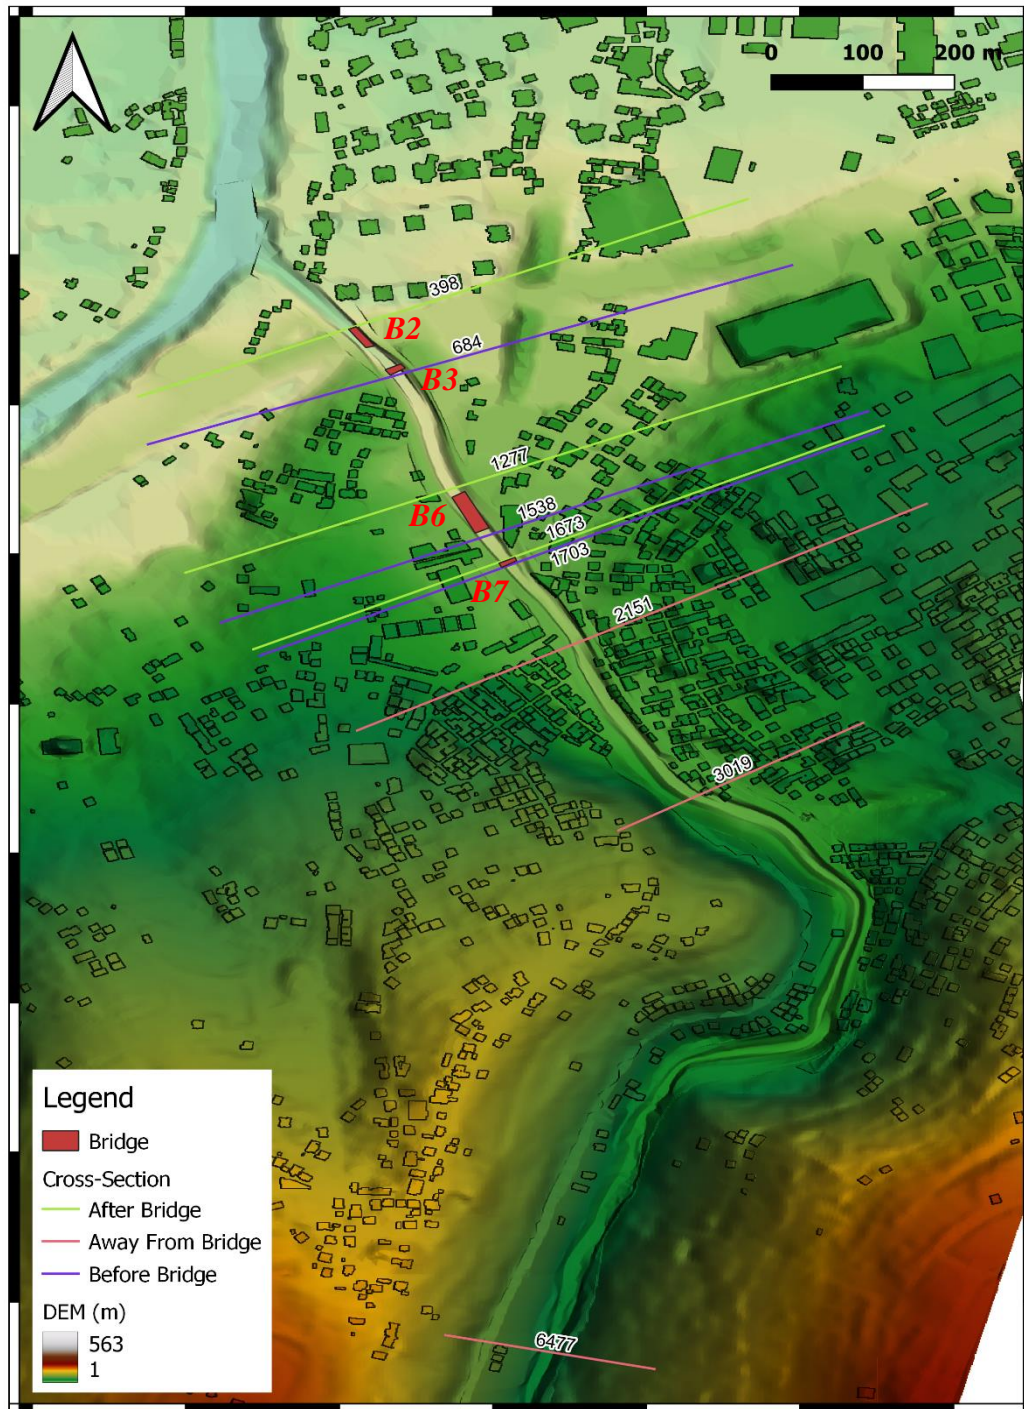 0 100 200 m
398
B2
684
B3
1277
B6
1538
1673
1703
B7
2151
3019
6477
Legend
Bridge
Cross-Section
After Bridge
Away From Bridge
Before Bridge
DEM (m)
563
1